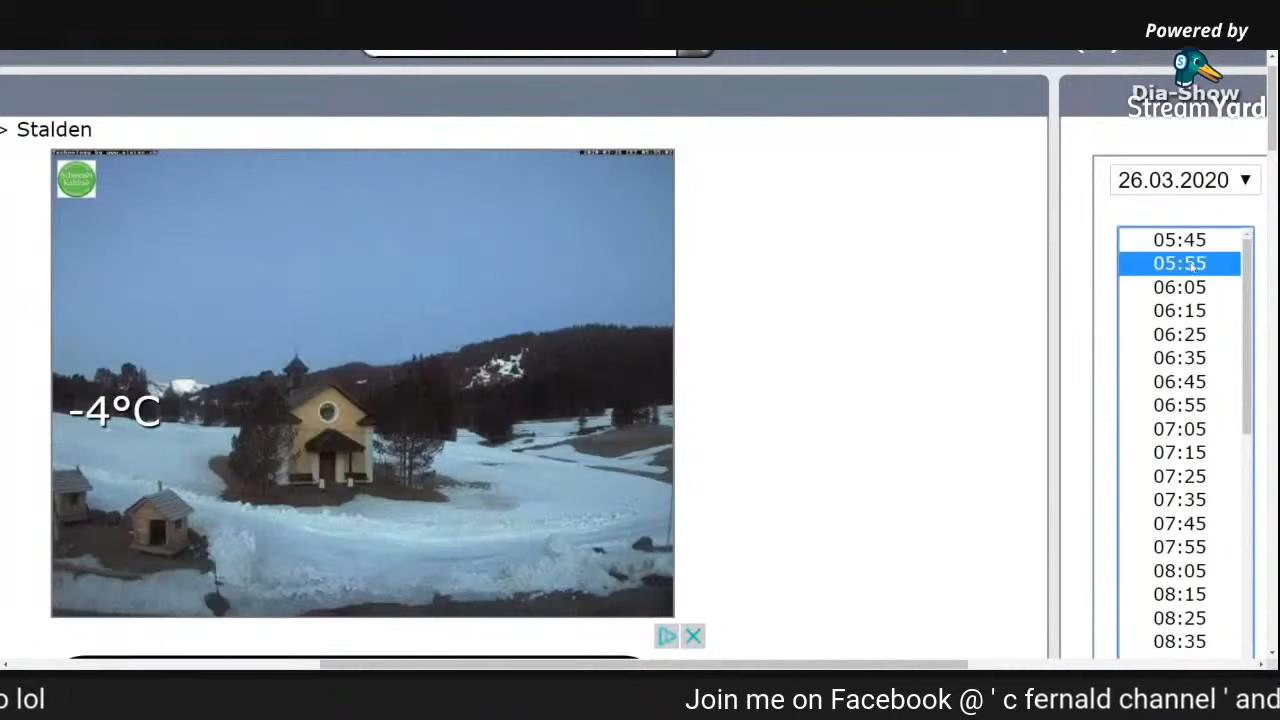 Powered by
Dia-Show
StreamYard
> Stalden
26.03.2020 ▼
Schwefelberg Kaltbad
-4°C
05:45
05:55
06:05
06:15
06:25
06:35
06:45
06:55
07:05
07:15
07:25
07:35
07:45
07:55
08:05
08:15
08:25
08:35
o lol
Join me on Facebook @ ' c fernald channel ' and